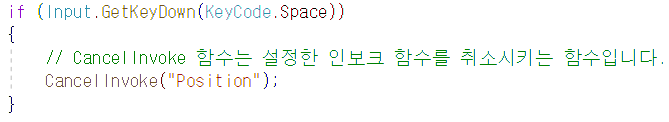 if (Input.GetKeyDown(KeyCode.Space))
{
// CancelInvoke 함수는 설정한 인보크 함수를 취소시키는 함수입니다.
CancelInvoke("Position");
}